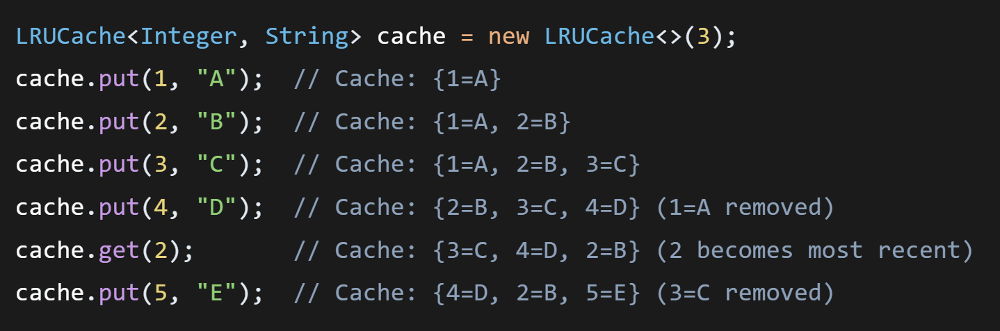 LRUCache<Integer, String> cache = new LRUCache<>(3);
cache.put(1, "A");  // Cache: {1=A}
cache.put(2, "B");  // Cache: {1=A, 2=B}
cache.put(3, "C");  // Cache: {1=A, 2=B, 3=C}
cache.put(4, "D");  // Cache: {2=B, 3=C, 4=D} (1=A removed)
cache.get(2);       // Cache: {3=C, 4=D, 2=B} (2 becomes most recent)
cache.put(5, "E");  // Cache: {4=D, 2=B, 5=E} (3=C removed)